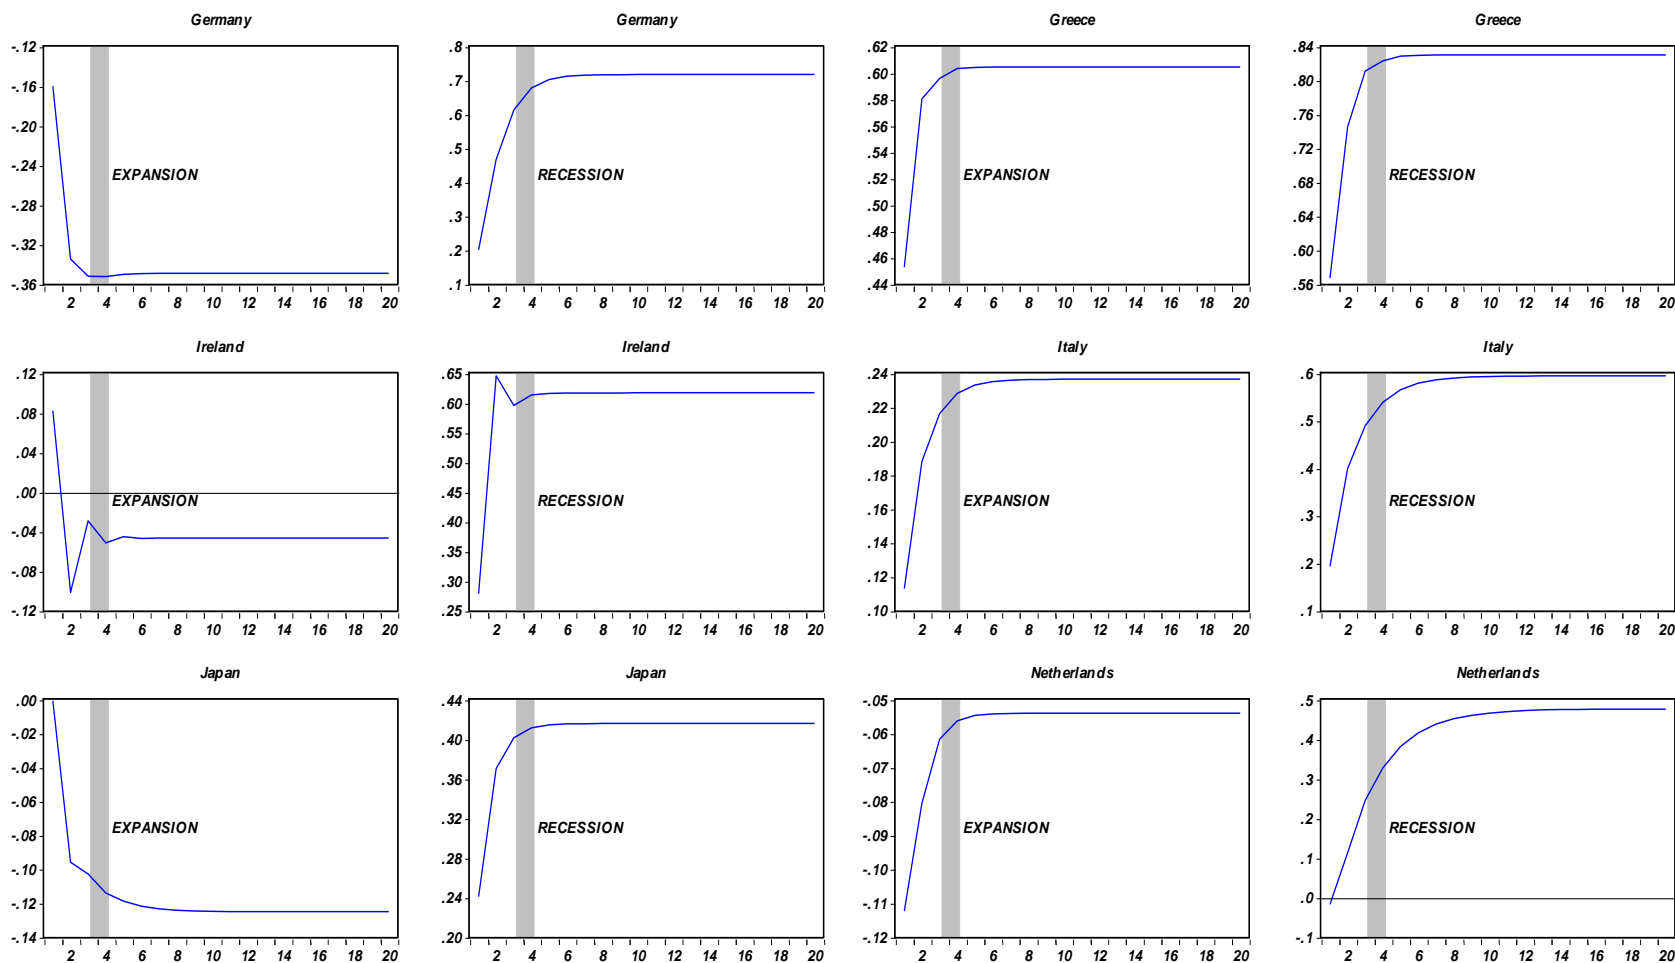 Germany Germany Greece Greece
-.12 .8 .62 .84
-.16 .7 .60 .80
-.20 .6 .58 .76
-.24 .5 .56 .72
-.28 .4 .54 .68
-.32 .3 .52 .64
-.36 .2 .50 .60
.1 .48 .56
.46
.44
EXPANSION RECESSION EXPANSION RECESSION
2 4 6 8 10 12 14 16 18 20 2 4 6 8 10 12 14 16 18 20 2 4 6 8 10 12 14 16 18 20 2 4 6 8 10 12 14 16 18 20
Ireland Ireland Italy Italy
.12 .65 .24 .6
.08 .60 .22 .5
.04 .55 .20 .4
.00 .50 .18 .3
-.04 .45 .16 .2
-.08 .40 .14 .1
-.12 .35 .12
.30 .10
.25
EXPANSION RECESSION EXPANSION RECESSION
2 4 6 8 10 12 14 16 18 20 2 4 6 8 10 12 14 16 18 20 2 4 6 8 10 12 14 16 18 20 2 4 6 8 10 12 14 16 18 20
Japan Japan Netherlands Netherlands
.00 .44 -.05 .5
-.02 .40 -.06 .4
-.04 .36 -.07 .3
-.06 .32 -.08 .2
-.08 .28 -.09 .1
-.10 .24 -.10 .0
-.12 .20 -.11 -.1
-.14 -.12
EXPANSION RECESSION EXPANSION RECESSION
2 4 6 8 10 12 14 16 18 20 2 4 6 8 10 12 14 16 18 20 2 4 6 8 10 12 14 16 18 20 2 4 6 8 10 12 14 16 18 20